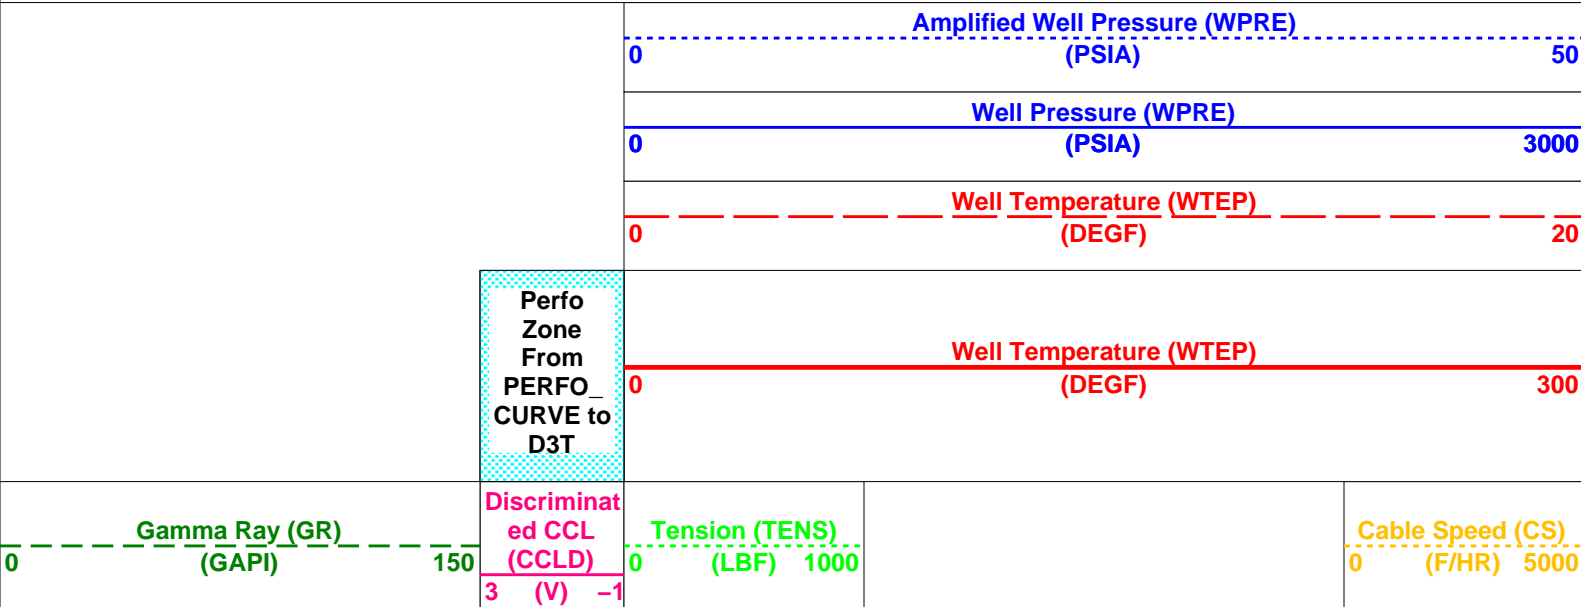 Amplified Well Pressure (WPRE)
0 (PSIA) 50
Well Pressure (WPRE)
0 (PSIA) 3000
Well Temperature (WTEP)
0 (DEGF) 20
Perfo
Zone
From
PERFO_
CURVE to
D3T
Well Temperature (WTEP)
0 (DEGF) 300
Gamma Ray (GR)
0 (GAPI) 150
Discriminat
ed CCL
(CCLD)
3 (V) −1
Tension (TENS)
0 (LBF) 1000
Cable Speed (CS)
0 (F/HR) 5000